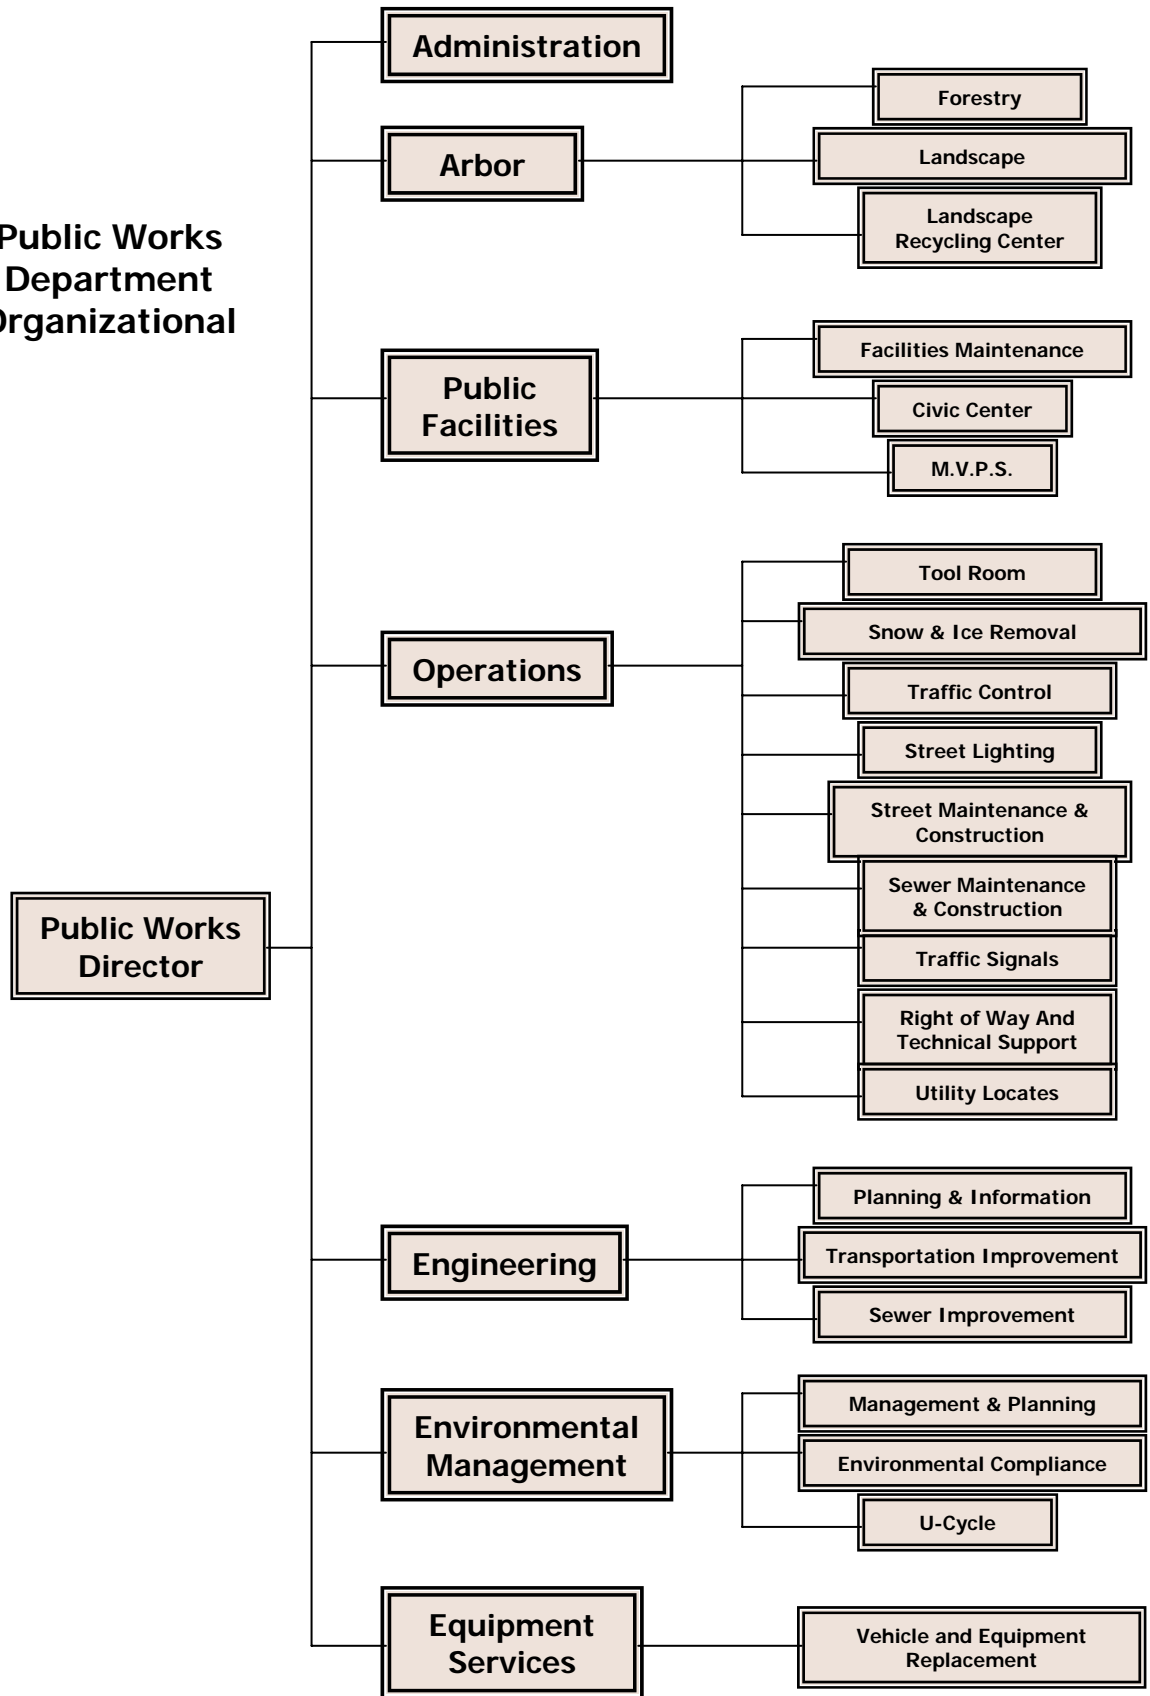 Public Works
Department
Organizational
Public Works
Director
Administration
Arbor
Forestry
Landscape
Landscape
Recycling Center
Public
Facilities
Facilities Maintenance
Civic Center
M.V.P.S.
Operations
Tool Room
Snow & Ice Removal
Traffic Control
Street Lighting
Street Maintenance &
Construction
Sewer Maintenance
& Construction
Traffic Signals
Right of Way And
Technical Support
Utility Locates
Engineering
Planning & Information
Transportation Improvement
Sewer Improvement
Environmental
Management
Management & Planning
Environmental Compliance
U-Cycle
Equipment
Services
Vehicle and Equipment
Replacement